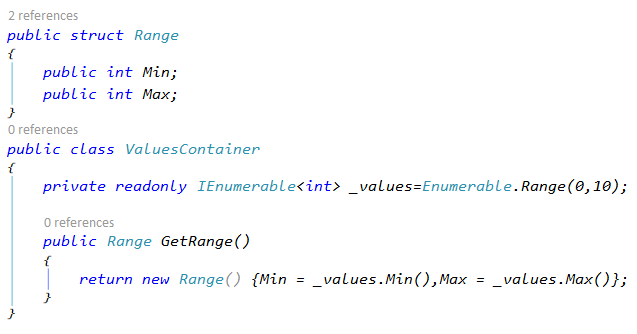 2 references
public struct Range
{
public int Min;
public int Max;
}
0 references
public class ValuesContainer
{
private readonly IEnumerable<int> _values=Enumerable.Range(0,10);
0 references
public Range GetRange()
{
return new Range() {Min = _values.Min(),Max = _values.Max()};
}
}